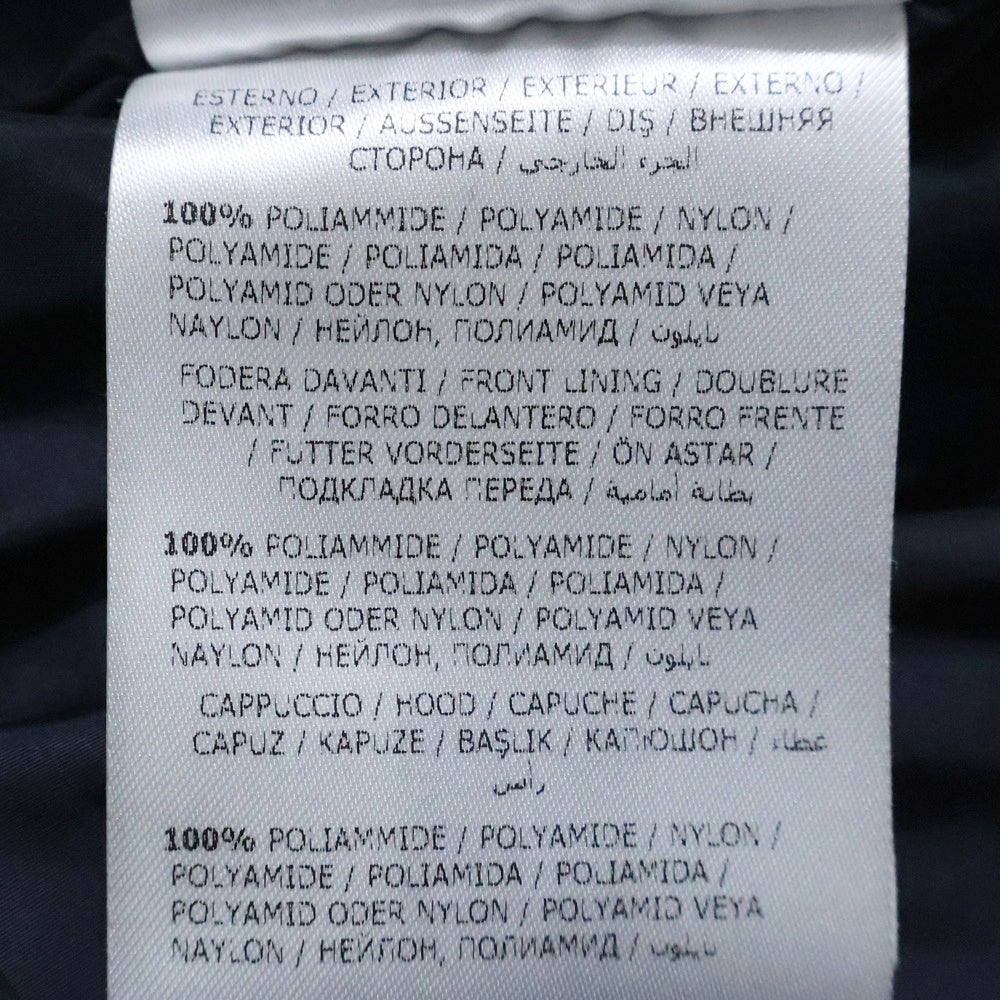 ESTERNO / EXTERIOR / EXTERIEUR / EXTERNO /
EXTERIOR / AUSSENSEITE / DIŞ / ВНЕШНЯЯ
СТОРОНА / الجزء الخارجي
100% POLIAMMIDE / POLYAMIDE / NYLON /
POLYAMIDE / POLIAMIDA / POLIAMIDA /
POLYAMID ODER NYLON / POLYAMID VEYA
NAYLON / НЕЙЛОН, ПОЛИАМИД / نايلون
FODERA DAVANTI / FRONT LINING / DOUBLURE
DEVANT / FORRO DELANTERO / FORRO FRENTE
/ FUTTER VORDERSEITE / ÖN ASTAR /
ПОДКЛАДКА ПЕРЕДА / بطانة أمامية
100% POLIAMMIDE / POLYAMIDE / NYLON /
POLYAMIDE / POLIAMIDA / POLIAMIDA /
POLYAMID ODER NYLON / POLYAMID VEYA
NAYLON / НЕЙЛОН, ПОЛИАМИД / نايلون
CAPPUCCIO / HOOD / CAPUCHE / CAPUCHA /
CAPUZ / KAPUZE / BAŞLIK / КАПЮШОН / غطاء
رأس
100% POLIAMMIDE / POLYAMIDE / NYLON /
POLYAMIDE / POLIAMIDA / POLIAMIDA /
POLYAMID ODER NYLON / POLYAMID VEYA
NAYLON / НЕЙЛОН, ПОЛИАМИД / نايلون